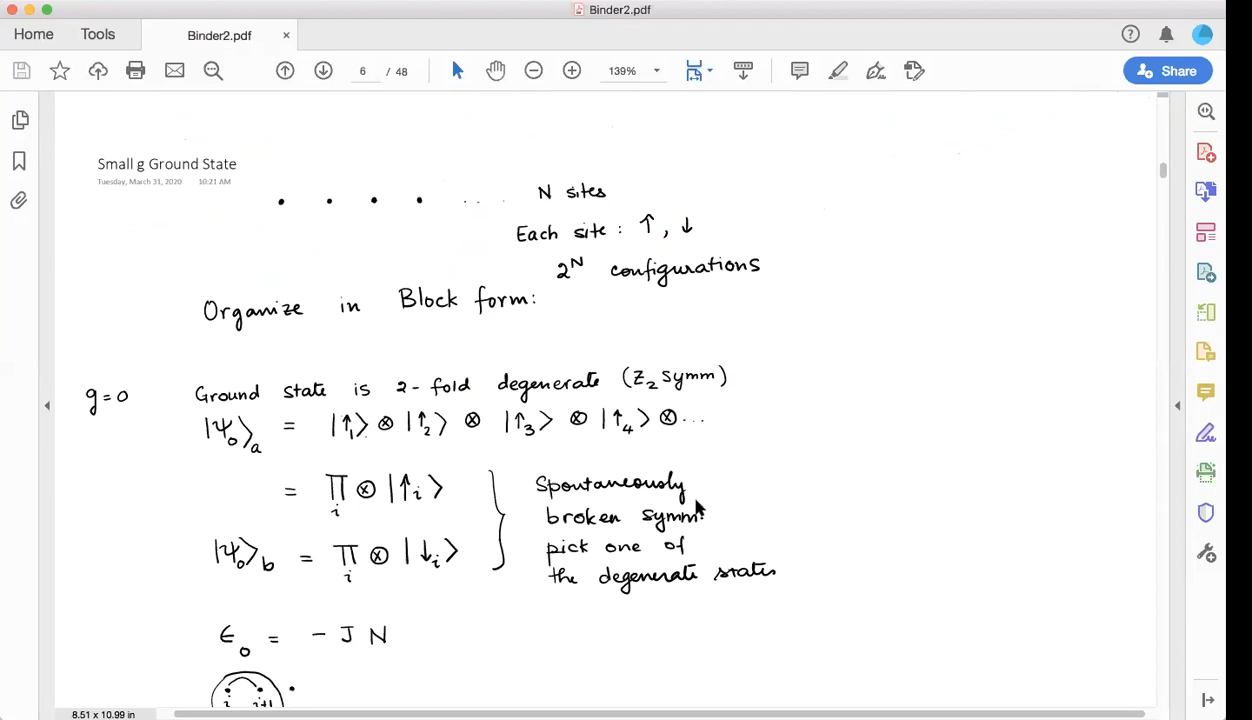 Binder2.pdf
Home Tools Binder2.pdf ×
6 / 48 139% Share
Small g Ground State
Tuesday, March 31, 2020 10:21 AM
N sites
Each site : ↑, ↓
2^N configurations
Organize in Block form:
g=0 Ground state is 2-fold degenerate (Z₂ symm)
|Ψ₀⟩ₐ = |↑₁⟩ ⊗ |↑₂⟩ ⊗ |↑₃⟩ ⊗ |↑₄⟩ ⊗ ...
= Π_i ⊗ |↑ᵢ⟩ Spontaneously
broken symm:
|Ψ₀⟩_b = Π_i ⊗ |↓ᵢ⟩ pick one of
the degenerate states
ϵ₀ = - J N
i i+1
8.51 x 10.99 in